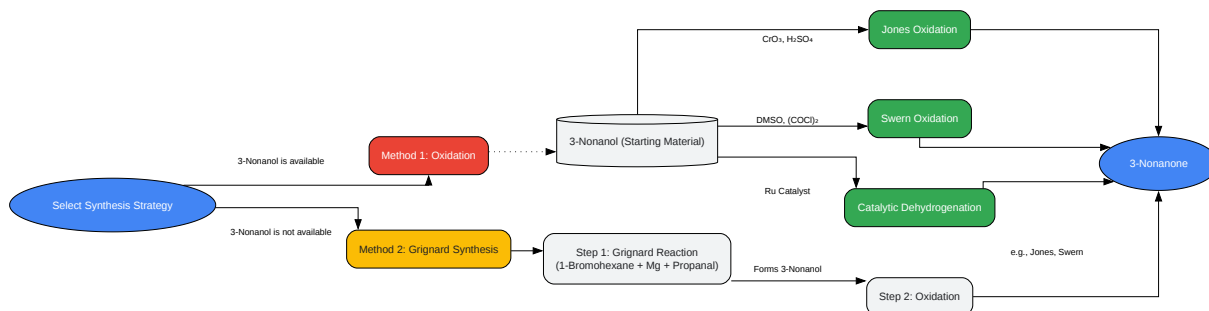 Jones Oxidation
CrO₃, H₂SO₄
Swern Oxidation
DMSO, (COCl)₂
3-Nonanol (Starting Material)
Method 1: Oxidation
3-Nonanol is available
3-Nonanone
Ru Catalyst
Catalytic Dehydrogenation
Select Synthesis Strategy
3-Nonanol is not available
Method 2: Grignard Synthesis
Step 1: Grignard Reaction
(1-Bromohexane + Mg + Propanal)
e.g., Jones, Swern
Forms 3-Nonanol
Step 2: Oxidation